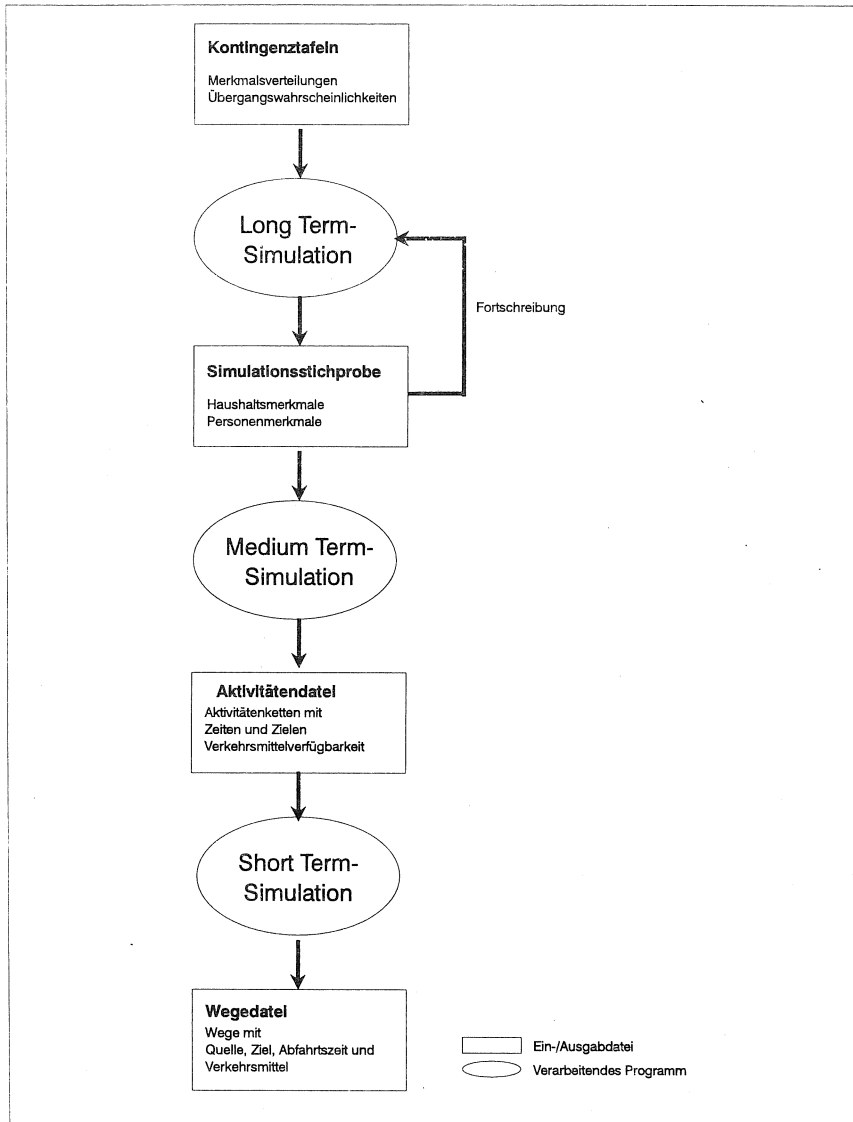 Kontingenztafeln
Merkmalsverteilungen
Übergangswahrscheinlichkeiten
Long Term-
Simulation
Fortschreibung
Simulationsstichprobe
Haushaltsmerkmale
Personenmerkmale
Medium Term-
Simulation
Aktivitätendatei
Aktivitätenketten mit
Zeiten und Zielen
Verkehrsmittelverfügbarkeit
Short Term-
Simulation
Wegedatei
Wege mit
Quelle, Ziel, Abfahrtszeit und
Verkehrsmittel
Ein-/Ausgabdatei
Verarbeitendes Programm